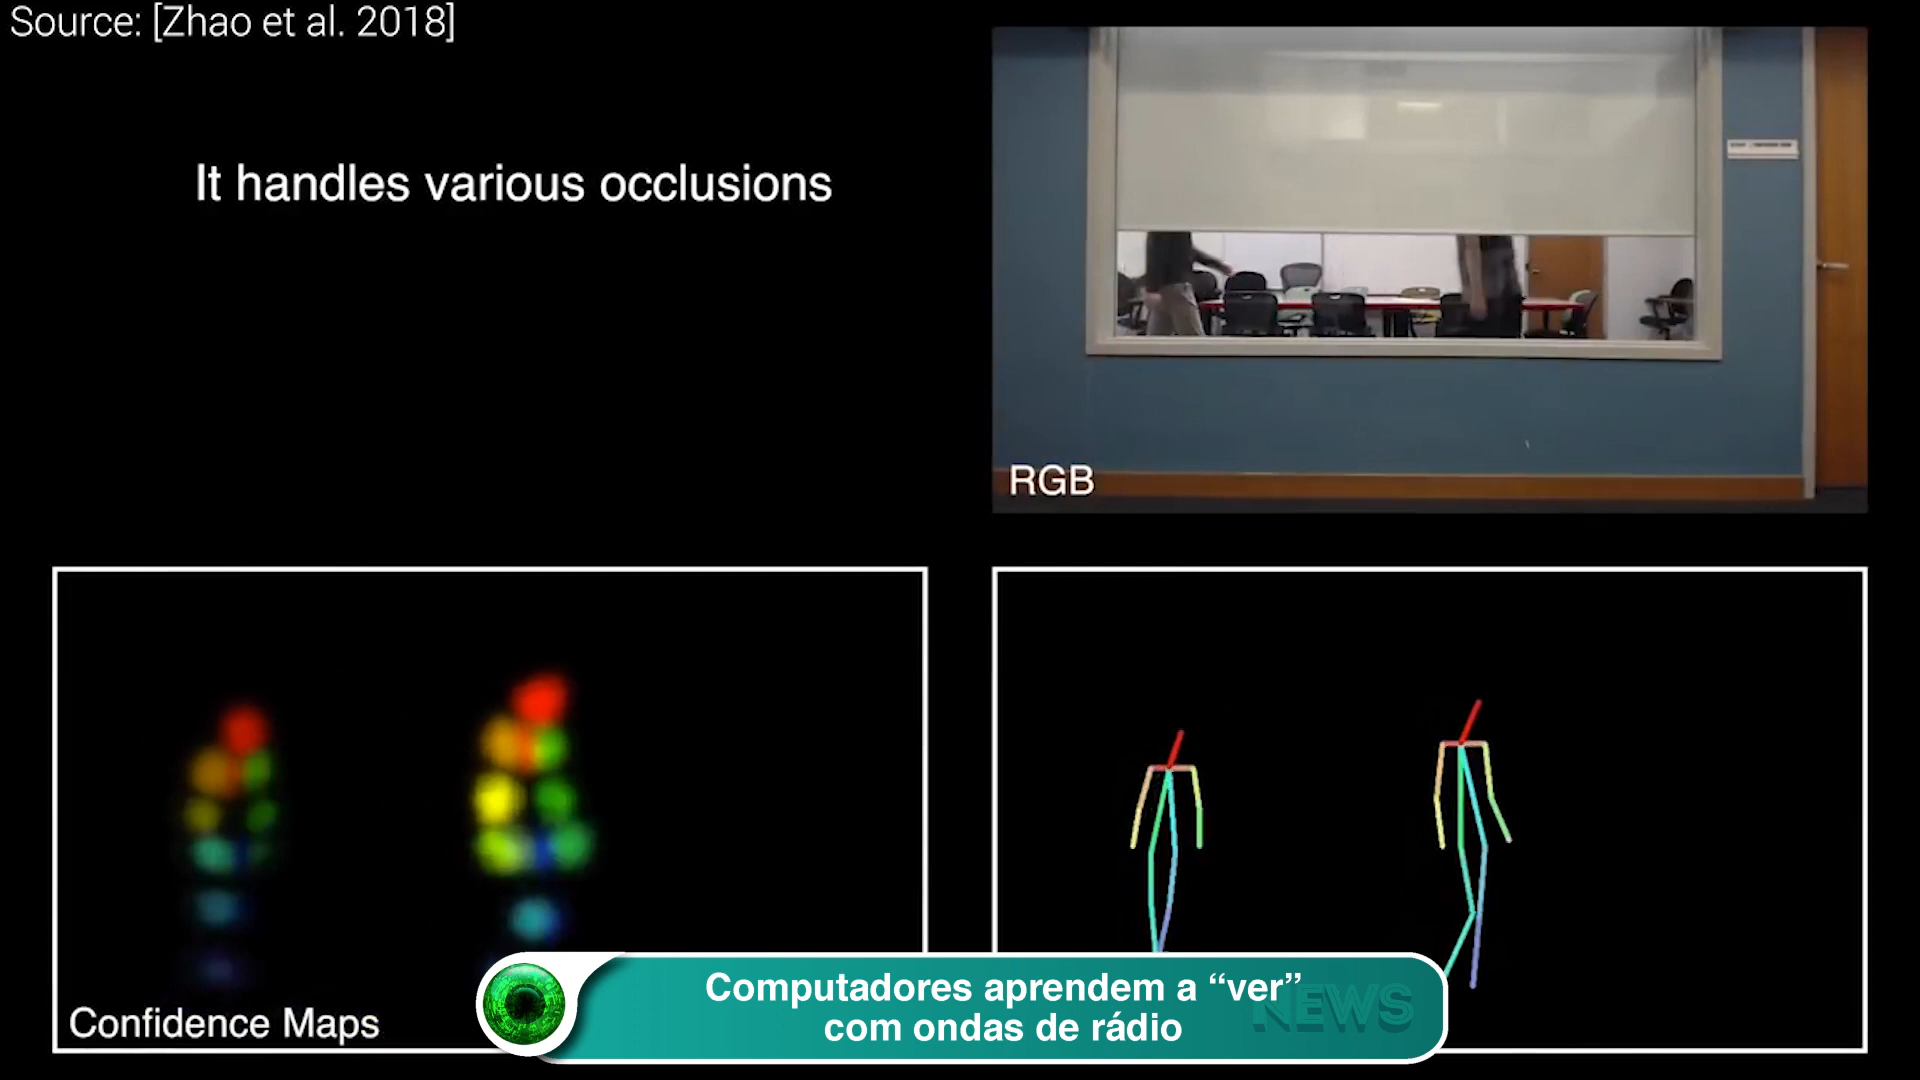 Source: [Zhao et al. 2018]
It handles various occlusions
RGB
Confidence Maps
Computadores aprendem a “ver”
com ondas de rádio
NEWS